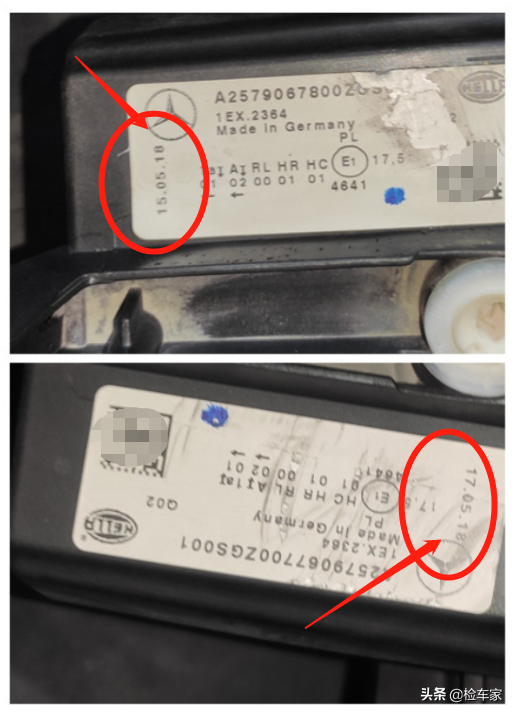 A2579067800ZGS
HELLA
1EX.2364
Made in Germany
PL
15.05.18
AI RL HR HC E1 17,5
01 02 00 01 01 4641
17.05.18
4641
01 01 00 02 01
HC HR RL AI
E1 17,5
PL
Q02
Made in Germany
1EX.2364
HELLA
A2579067700ZGS001
头条 @检车家